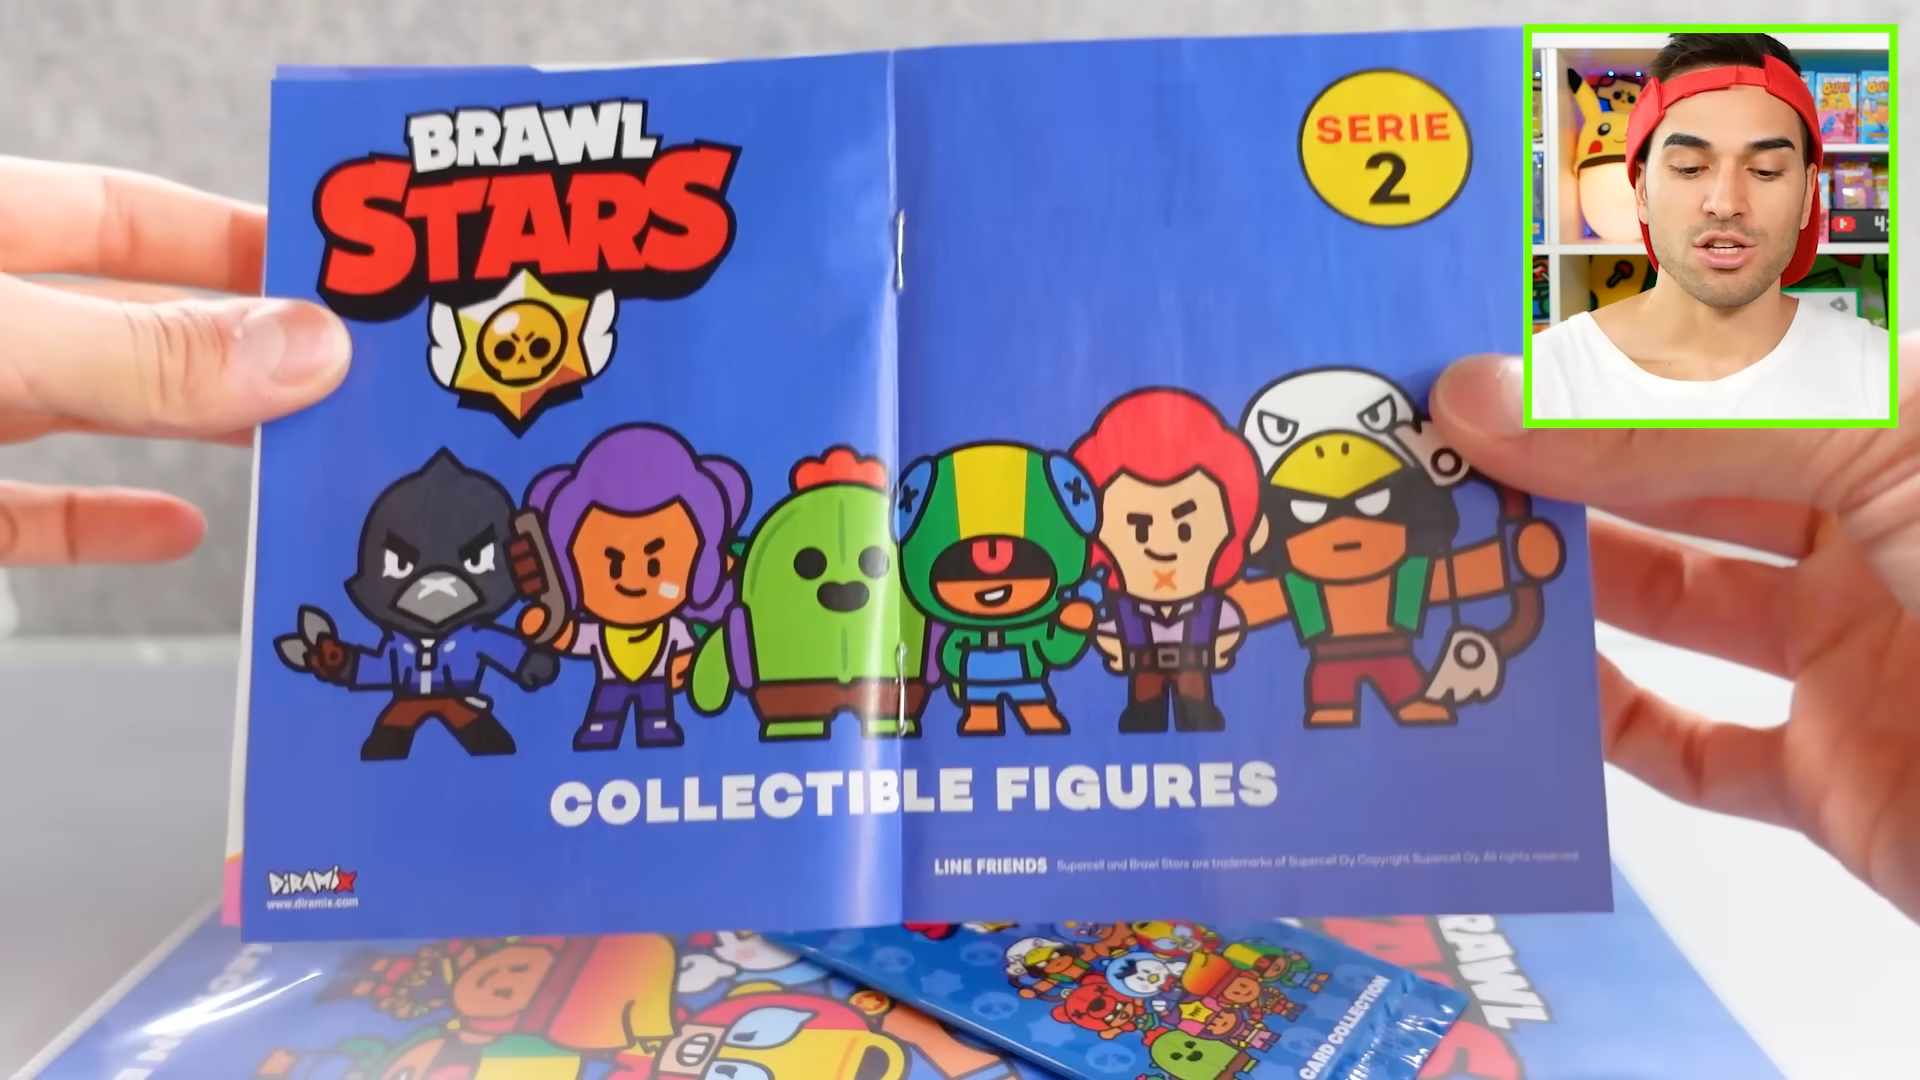 BRAWL
STARS
SERIE
2
COLLECTIBLE FIGURES
DiRAMiX
www.diramix.com
LINE FRIENDS Supercell and Brawl Stars are trademarks of Supercell Oy Copyright Supercell Oy. All rights reserved
BRAWL
CARD COLLECTION